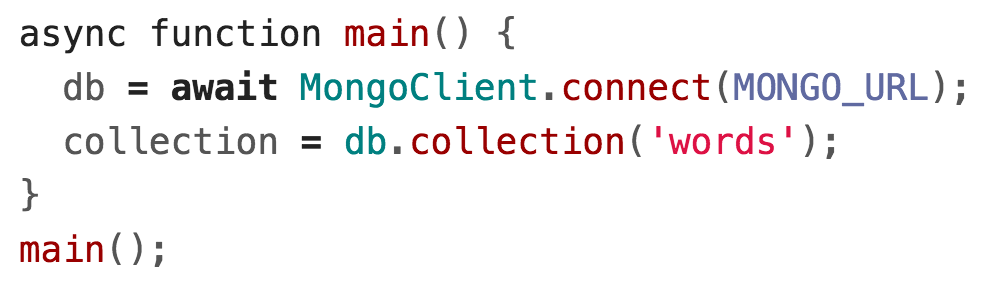 async function main() {
  db = await MongoClient.connect(MONGO_URL);
  collection = db.collection('words');
}
main();